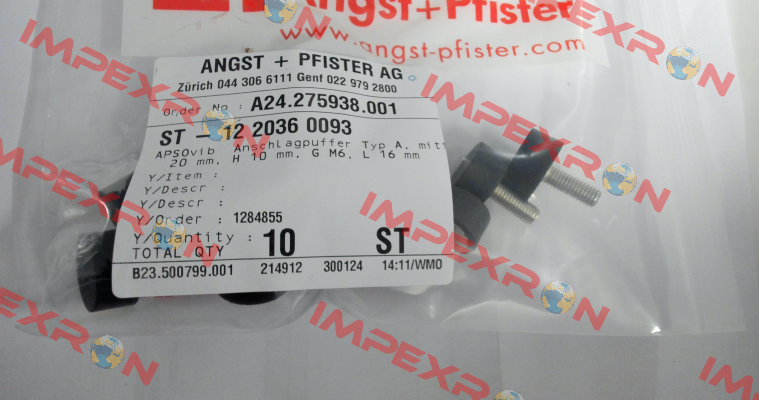 Angst+Pfister
www.angst-pfister.com
ANGST + PFISTER AG
Zürich 044 306 6111 Genf 022 979 2800
Order No : A24.275938.001
ST - 12 2036 0093
APSOvib Anschlagpuffer Typ A, mit
20 mm, H 10 mm, G M6, L 16 mm
Y/Item :
Y/Descr :
Y/Descr :
Y/Order : 1284855
Y/Quantity : 10 ST
TOTAL QTY
B23.500799.001 214912 300124 14:11/WMO
IMPEXRON
IMPEXRON
IMPEXRON
IMPEXRON
IMPEXRON
IMPEXRON